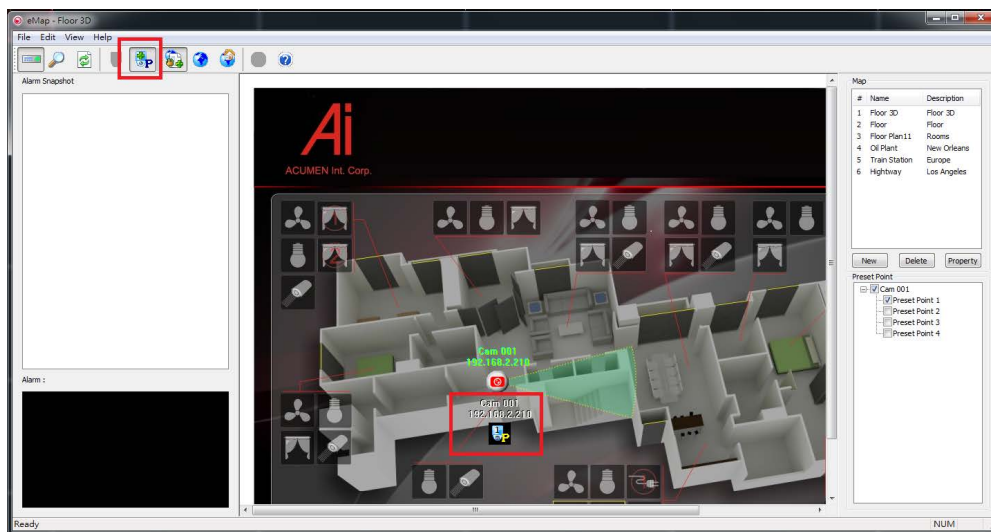 eMap - Floor 3D
File Edit View Help
P
Alarm Snapshot
Alarm :
Ai
ACUMEN Int. Corp.
Cam 001
192.168.2.210
Cam 001
192.168.2.210
1
P
Map
# Name Description
1 Floor 3D Floor 3D
2 Floor Floor
3 Floor Plan11 Rooms
4 Oil Plant New Orleans
5 Train Station Europe
6 Hightway Los Angeles
New Delete Property
Preset Point
Cam 001
Preset Point 1
Preset Point 2
Preset Point 3
Preset Point 4
Ready
NUM